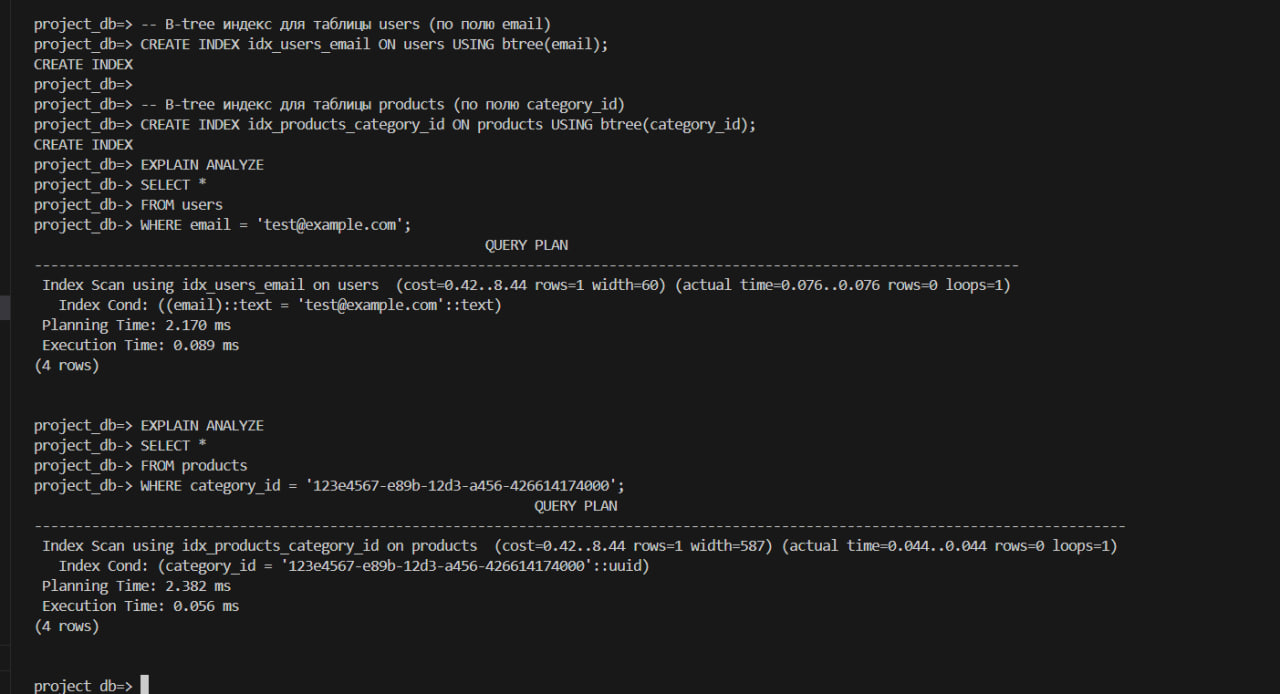 project_db=> -- B-tree индекс для таблицы users (по полю email)
project_db=> CREATE INDEX idx_users_email ON users USING btree(email);
CREATE INDEX
project_db=>
project_db=> -- B-tree индекс для таблицы products (по полю category_id)
project_db=> CREATE INDEX idx_products_category_id ON products USING btree(category_id);
CREATE INDEX
project_db=> EXPLAIN ANALYZE
project_db-> SELECT *
project_db-> FROM users
project_db-> WHERE email = 'test@example.com';
QUERY PLAN
------------------------------------------------------------------------------------------------------------------------
Index Scan using idx_users_email on users  (cost=0.42..8.44 rows=1 width=60) (actual time=0.076..0.076 rows=0 loops=1)
Index Cond: ((email)::text = 'test@example.com'::text)
Planning Time: 2.170 ms
Execution Time: 0.089 ms
(4 rows)
project_db=> EXPLAIN ANALYZE
project_db-> SELECT *
project_db-> FROM products
project_db-> WHERE category_id = '123e4567-e89b-12d3-a456-426614174000';
QUERY PLAN
-------------------------------------------------------------------------------------------------------------------------------------
Index Scan using idx_products_category_id on products  (cost=0.42..8.44 rows=1 width=587) (actual time=0.044..0.044 rows=0 loops=1)
Index Cond: (category_id = '123e4567-e89b-12d3-a456-426614174000'::uuid)
Planning Time: 2.382 ms
Execution Time: 0.056 ms
(4 rows)
project_db=>